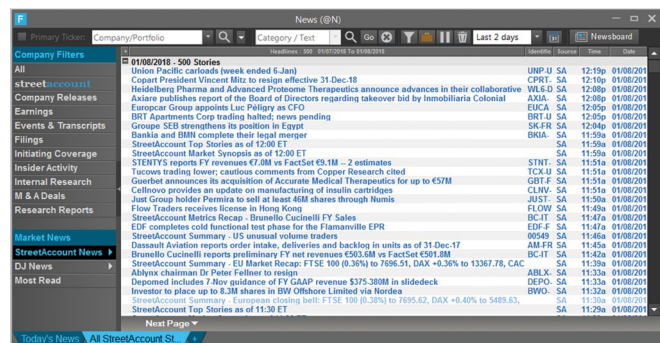 F News (@N)
Primary Ticker: Company/Portfolio Category / Text Go Last 2 days Newsboard
Company Filters
All
streetaccount
Company Releases
Earnings
Events & Transcripts
Filings
Initiating Coverage
Insider Activity
Internal Research
M & A Deals
Research Reports
Market News
StreetAccount News
DJ News
Most Read
Headlines : 500 01/07/2018 To 01/08/2018 Identifie Source Time Date
01/08/2018 - 500 Stories
Union Pacific carloads (week ended 6-Jan) UNP-U SA 12:19p 01/08/201
Copart President Vincent Mitz to resign effective 31-Dec-18 CPRT- SA 12:10p 01/08/201
Heidelberg Pharma and Advanced Proteome Therapeutics announce advances in their collaborative WL6-D SA 12:08p 01/08/201
Axiare publishes report of the Board of Directors regarding takeover bid by Inmobiliaria Colonial AXIA- SA 12:08p 01/08/201
Europcar Group appoints Luc Péligry as CFO EUCA SA 12:05p 01/08/201
BRT Apartments Corp trading halted; news pending BRT-U SA 12:05p 01/08/201
Groupe SEB strengthens its position in Egypt SK-FR SA 12:04p 01/08/201
Bankia and BMN complete their legal merger BKIA- SA 11:59a 01/08/201
StreetAccount Top Stories as of 12:00 ET SA 11:59a 01/08/201
StreetAccount Market Synopsis as of 12:00 ET SA 11:59a 01/08/201
STENTYS reports FY revenues €7.0M vs FactSet €9.1M -- 2 estimates STNT- SA 11:51a 01/08/201
Tucows trading lower; cautious comments from Copper Research cited TCX-U SA 11:51a 01/08/201
Guerbet announces its acquisition of Accurate Medical Therapeutics for up to €57M GBT-F SA 11:51a 01/08/201
Cellnovo provides an update on manufacturing of insulin cartridges CLNV- SA 11:51a 01/08/201
Just Group holder Permira to sell at least 46M shares through Numis JUST- SA 11:50a 01/08/201
Flow Traders receives license in Hong Kong FLOW SA 11:49a 01/08/201
StreetAccount Metrics Recap - Brunello Cucinelli FY Sales BC-IT SA 11:47a 01/08/201
EDF completes cold functional test phase for the Flamanville EPR EDF-F SA 11:47a 01/08/201
StreetAccount Summary - US unusual volume traders 00549 SA 11:46a 01/08/201
Dassault Aviation reports order intake, deliveries and backlog in units as of 31-Dec-17 AM-FR SA 11:45a 01/08/201
Brunello Cucinelli reports preliminary FY net revenues €503.6M vs FactSet €501.8M BC-IT SA 11:42a 01/08/201
StreetAccount Summary - EU Market Recap: FTSE 100 (0.36%) to 7696.51, DAX +0.36% to 13367.78, CAC SA 11:39a 01/08/201
Ablynx chairman Dr Peter Fellner to resign ABLX- SA 11:33a 01/08/201
Depomed includes 7-Nov guidance of FY GAAP revenue $375-380M in slidedeck DEPO- SA 11:33a 01/08/201
Investor to place up to 8.3M shares in BW Offshore Limited via Nordea BWO- SA 11:32a 01/08/201
StreetAccount Summary - European closing bell: FTSE 100 (0.38%) to 7695.62, DAX +0.40% to 5489.63, SA 11:30a 01/08/201
StreetAccount Top Stories as of 11:30 ET SA 11:29a 01/08/201
Next Page
Today's News All StreetAccount St... +